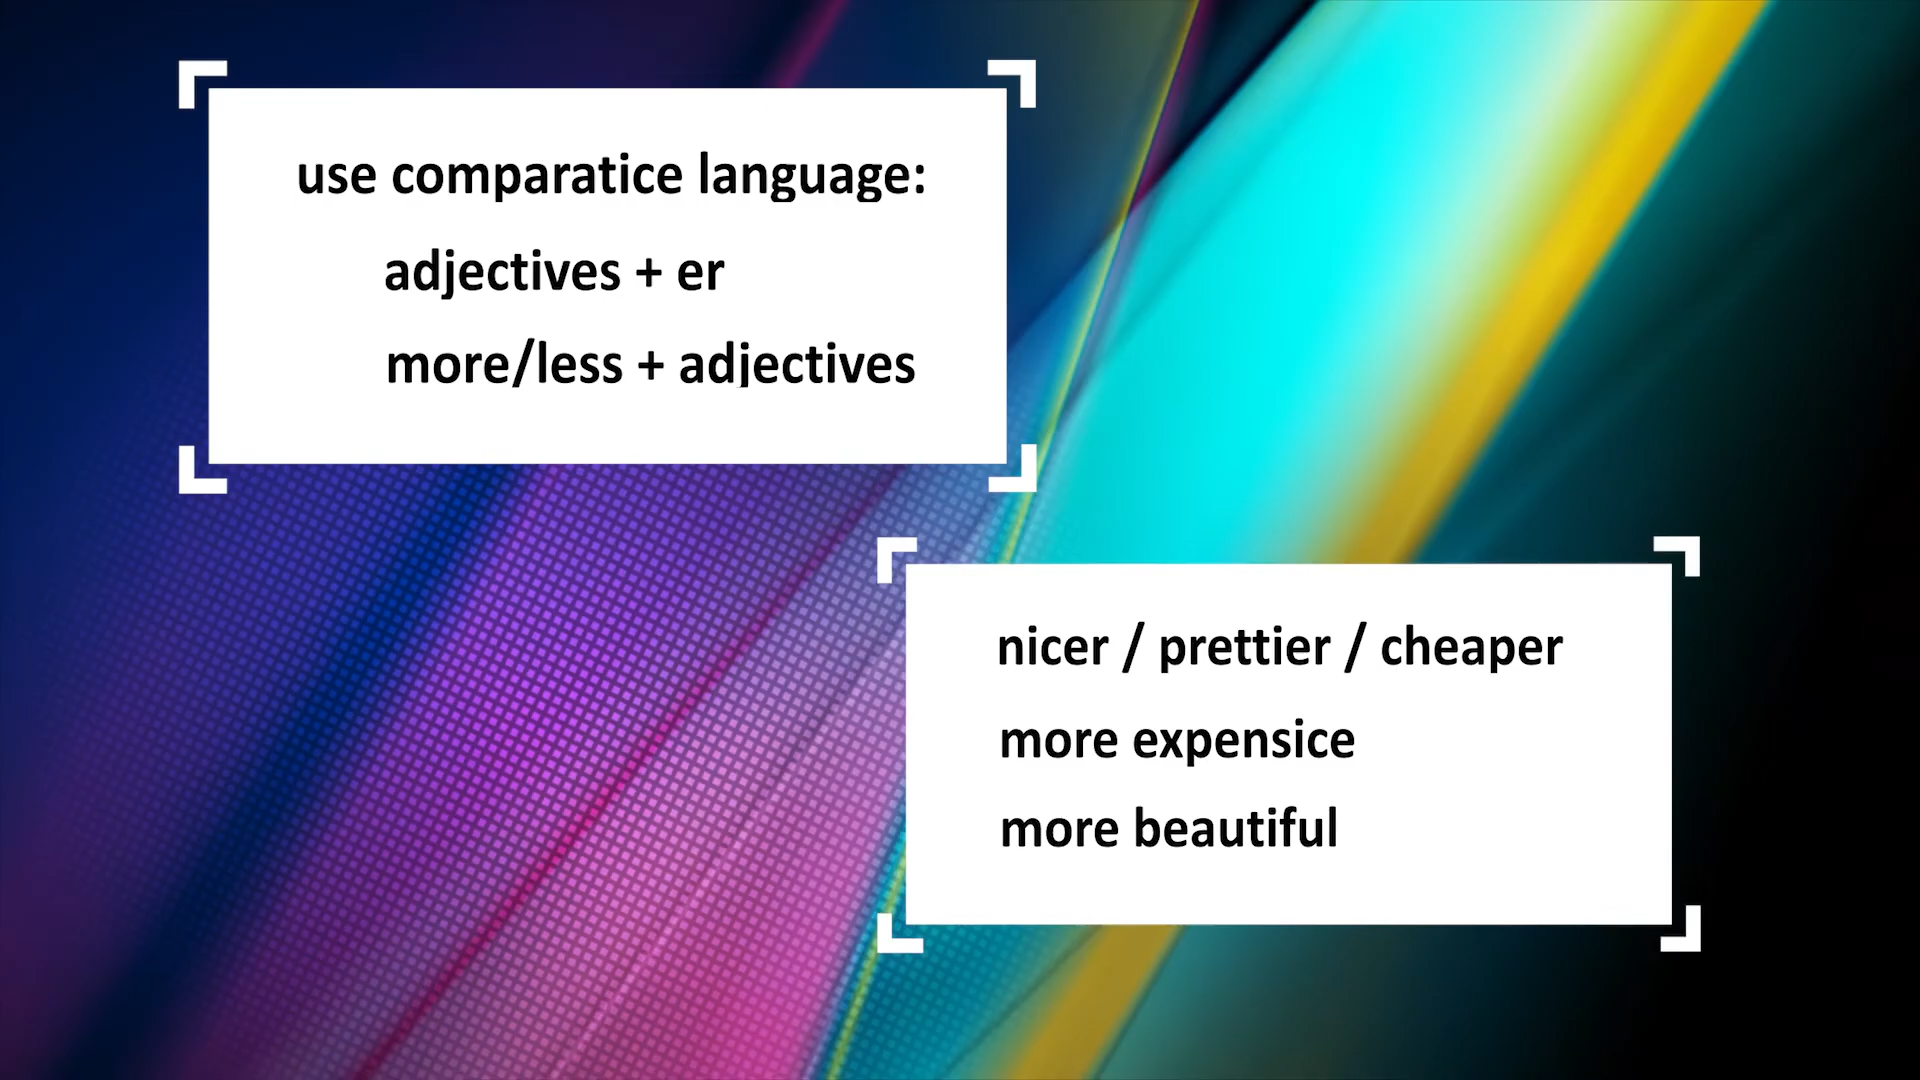 use comparatice language:
adjectives + er
more/less + adjectives
nicer / prettier / cheaper
more expensice
more beautiful